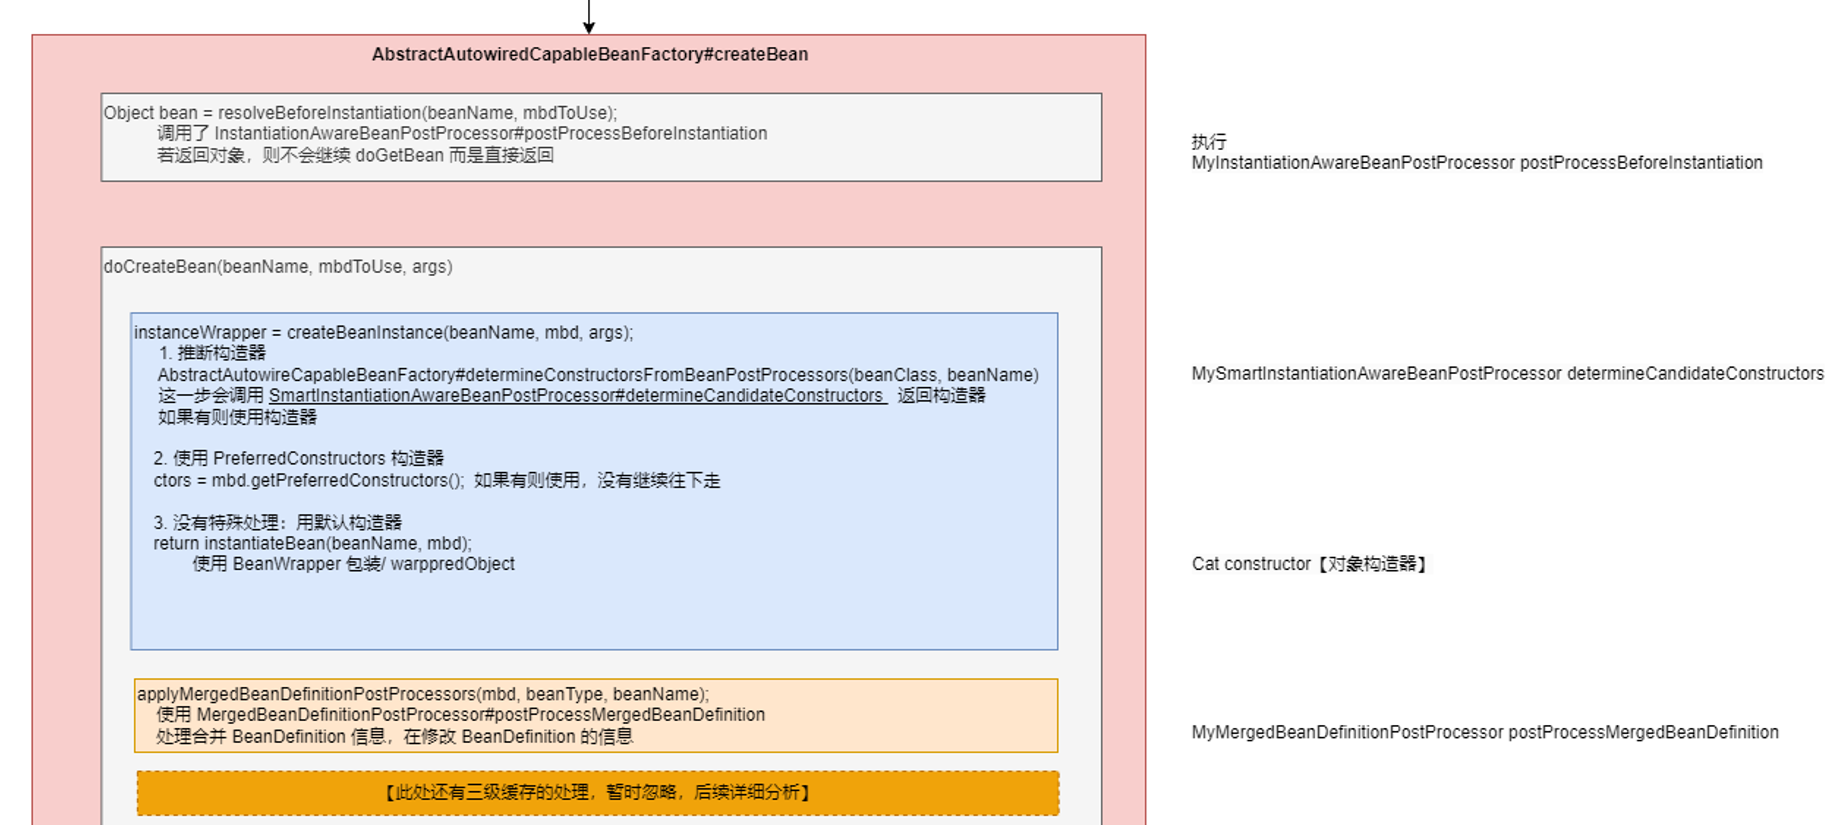 AbstractAutowiredCapableBeanFactory#createBean
Object bean = resolveBeforeInstantiation(beanName, mbdToUse);
调用了 InstantiationAwareBeanPostProcessor#postProcessBeforeInstantiation
若返回对象，则不会继续 doGetBean 而是直接返回
执行
MyInstantiationAwareBeanPostProcessor postProcessBeforeInstantiation
doCreateBean(beanName, mbdToUse, args)
instanceWrapper = createBeanInstance(beanName, mbd, args);
1. 推断构造器
AbstractAutowireCapableBeanFactory#determineConstructorsFromBeanPostProcessors(beanClass, beanName)
这一步会调用 SmartInstantiationAwareBeanPostProcessor#determineCandidateConstructors 返回构造器
如果有则使用构造器
MySmartInstantiationAwareBeanPostProcessor determineCandidateConstructors
2. 使用 PreferredConstructors 构造器
ctors = mbd.getPreferredConstructors(); 如果有则使用，没有继续往下走
3. 没有特殊处理：用默认构造器
return instantiateBean(beanName, mbd);
使用 BeanWrapper 包装/ warppredObject
Cat constructor【对象构造器】
applyMergedBeanDefinitionPostProcessors(mbd, beanType, beanName);
使用 MergedBeanDefinitionPostProcessor#postProcessMergedBeanDefinition
处理合并 BeanDefinition 信息，在修改 BeanDefinition 的信息
MyMergedBeanDefinitionPostProcessor postProcessMergedBeanDefinition
【此处还有三级缓存的处理，暂时忽略，后续详细分析】